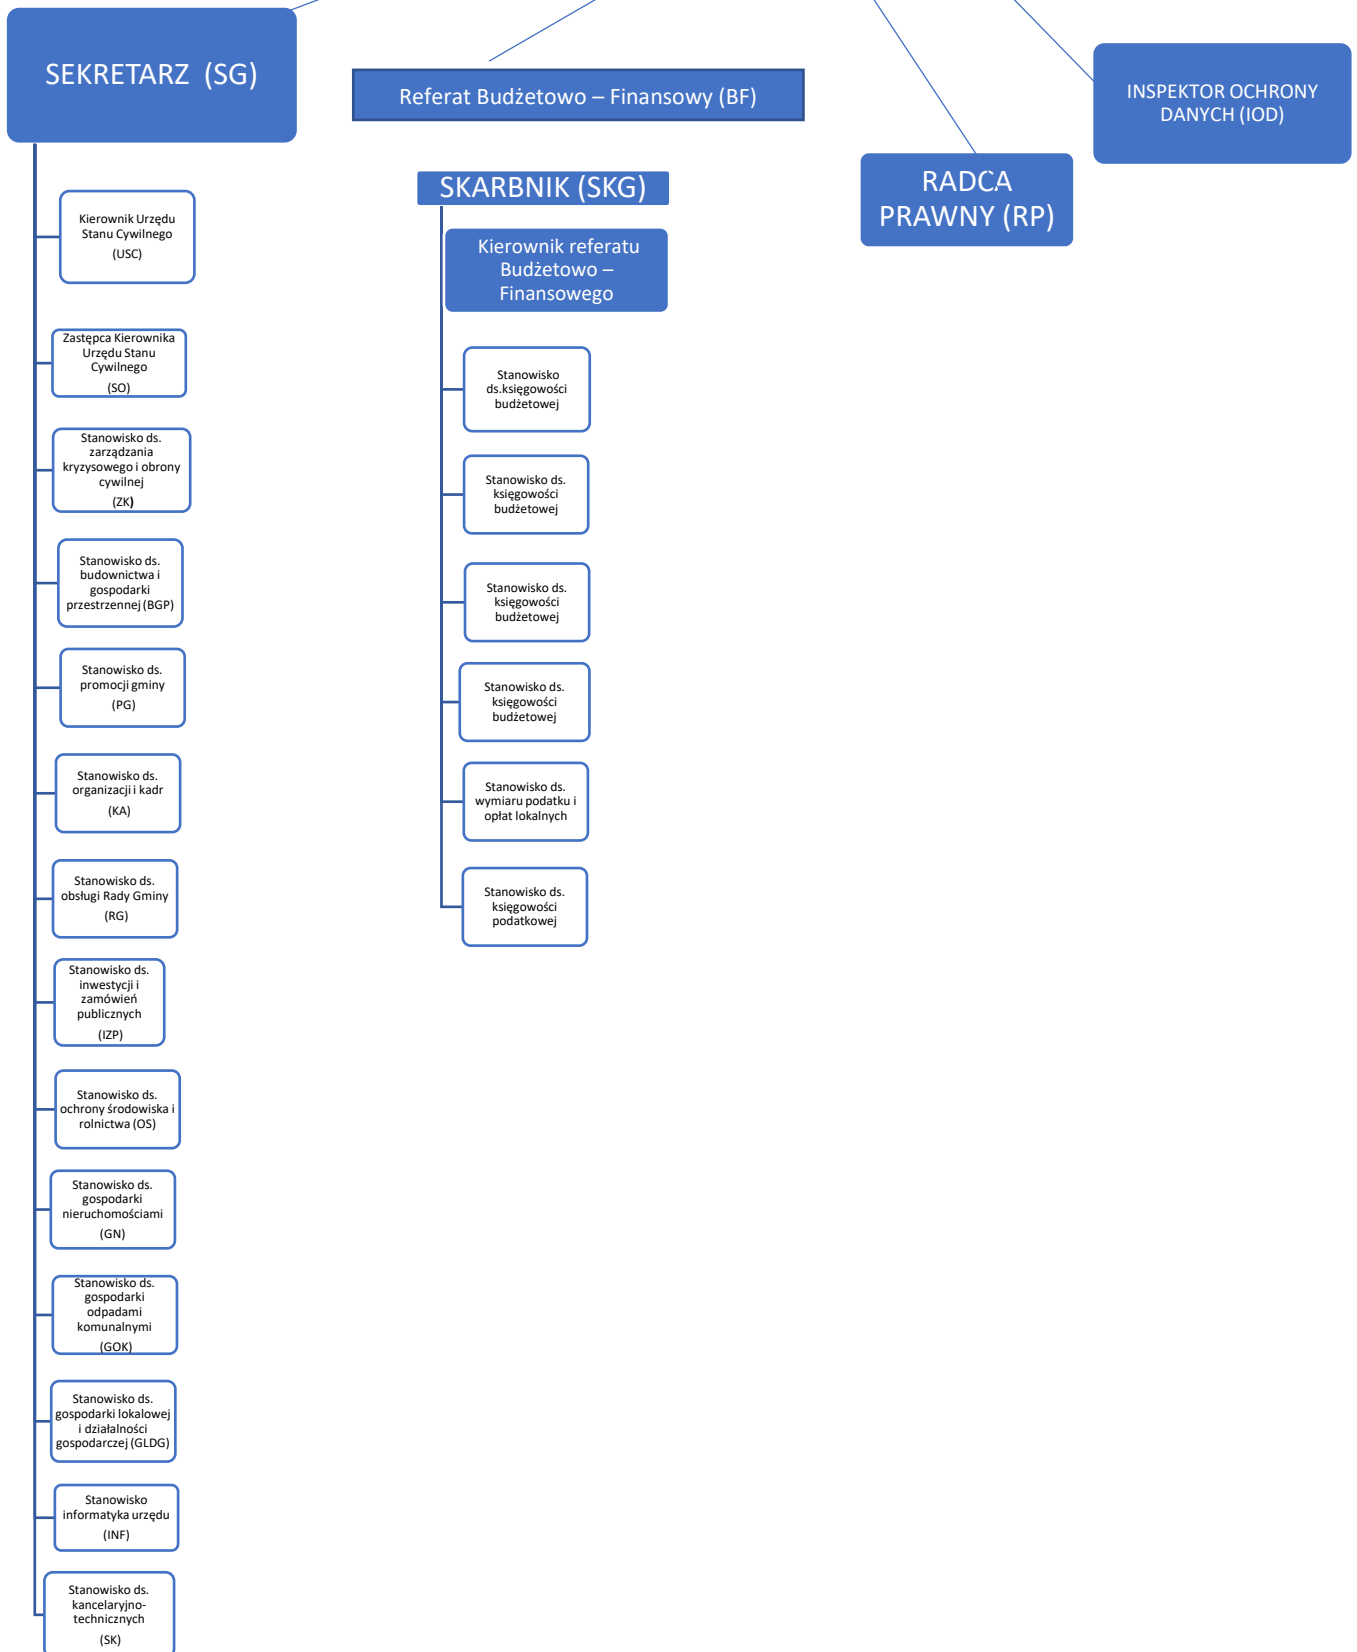 SEKRETARZ (SG)
Kierownik Urzędu
Stanu Cywilnego
(USC)
Zastępca Kierownika
Urzędu Stanu
Cywilnego
(SO)
Stanowisko ds.
zarządzania
kryzysowego i obrony
cywilnej
(ZK)
Stanowisko ds.
budownictwa i
gospodarki
przestrzennej (BGP)
Stanowisko ds.
promocji gminy
(PG)
Stanowisko ds.
organizacji i kadr
(KA)
Stanowisko ds.
obsługi Rady Gminy
(RG)
Stanowisko ds.
inwestycji i
zamówień
publicznych
(IZP)
Stanowisko ds.
ochrony środowiska i
rolnictwa (OS)
Stanowisko ds.
gospodarki
nieruchomościami
(GN)
Stanowisko ds.
gospodarki
odpadami
komunalnymi
(GOK)
Stanowisko ds.
gospodarki lokalowej
i działalności
gospodarczej (GLDG)
Stanowisko
informatyka urzędu
(INF)
Stanowisko ds.
kancelaryjno-
technicznych
(SK)
Referat Budżetowo – Finansowy (BF)
SKARBNIK (SKG)
Kierownik referatu
Budżetowo –
Finansowego
Stanowisko
ds.księgowości
budżetowej
Stanowisko ds.
księgowości
budżetowej
Stanowisko ds.
księgowości
budżetowej
Stanowisko ds.
księgowości
budżetowej
Stanowisko ds.
wymiaru podatku i
opłat lokalnych
Stanowisko ds.
księgowości
podatkowej
RADCA
PRAWNY (RP)
INSPEKTOR OCHRONY
DANYCH (IOD)